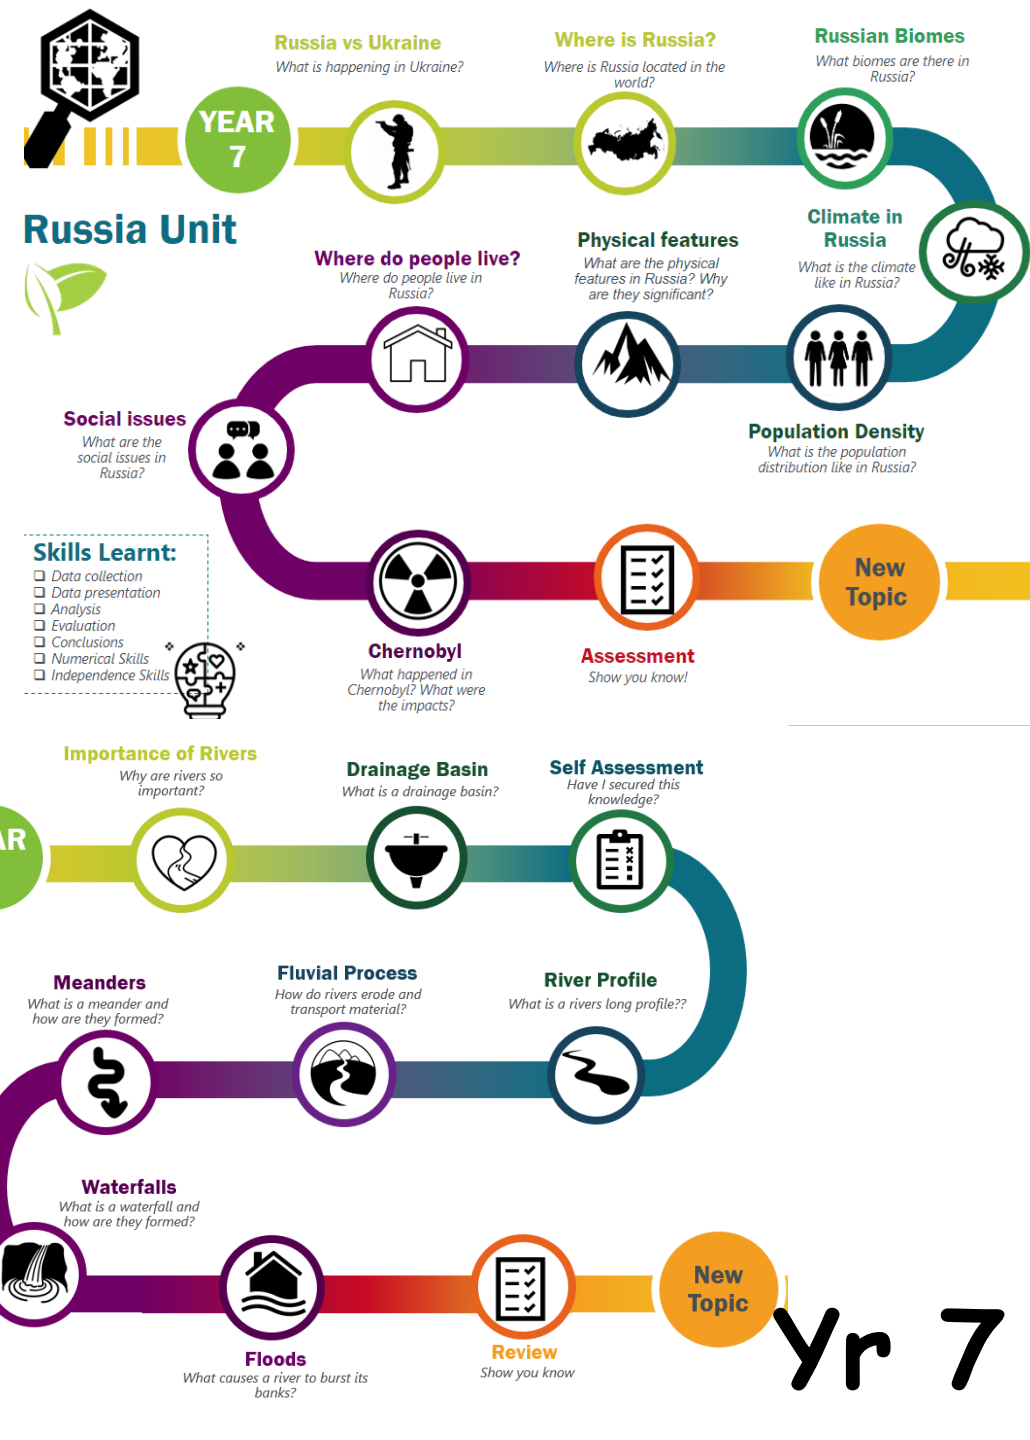 Russia vs Ukraine
What is happening in Ukraine?
Where is Russia?
Where is Russia located in the
world?
Russian Biomes
What biomes are there in
Russia?
YEAR
7
Russia Unit
Climate in
Russia
What is the climate
like in Russia?
Physical features
What are the physical
features in Russia? Why
are they significant?
Where do people live?
Where do people live in
Russia?
Population Density
What is the population
distribution like in Russia?
Social issues
What are the
social issues in
Russia?
Skills Learnt:
Data collection
Data presentation
Analysis
Evaluation
Conclusions
Numerical Skills
Independence Skills
Chernobyl
What happened in
Chernobyl? What were
the impacts?
Assessment
Show you know!
New
Topic
Importance of Rivers
Why are rivers so
important?
Drainage Basin
What is a drainage basin?
Self Assessment
Have I secured this
knowledge?
AR
River Profile
What is a rivers long profile??
Fluvial Process
How do rivers erode and
transport material?
Meanders
What is a meander and
how are they formed?
Waterfalls
What is a waterfall and
how are they formed?
Floods
What causes a river to burst its
banks?
Review
Show you know
New
Topic
Yr 7